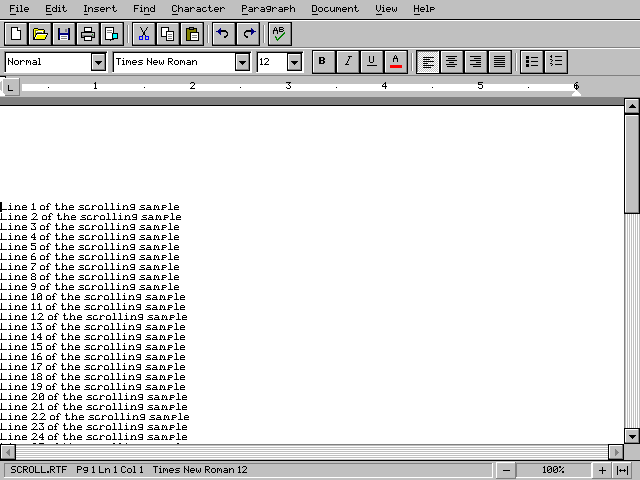 File Edit Insert Find Character Paragraph Document View Help
ABC
Normal Times New Roman 12 B I U A
L 1 2 3 4 5 6
Line 1 of the scrolling sample
Line 2 of the scrolling sample
Line 3 of the scrolling sample
Line 4 of the scrolling sample
Line 5 of the scrolling sample
Line 6 of the scrolling sample
Line 7 of the scrolling sample
Line 8 of the scrolling sample
Line 9 of the scrolling sample
Line 10 of the scrolling sample
Line 11 of the scrolling sample
Line 12 of the scrolling sample
Line 13 of the scrolling sample
Line 14 of the scrolling sample
Line 15 of the scrolling sample
Line 16 of the scrolling sample
Line 17 of the scrolling sample
Line 18 of the scrolling sample
Line 19 of the scrolling sample
Line 20 of the scrolling sample
Line 21 of the scrolling sample
Line 22 of the scrolling sample
Line 23 of the scrolling sample
Line 24 of the scrolling sample
SCROLL.RTF Pg 1 Ln 1 Col 1 Times New Roman 12 100%